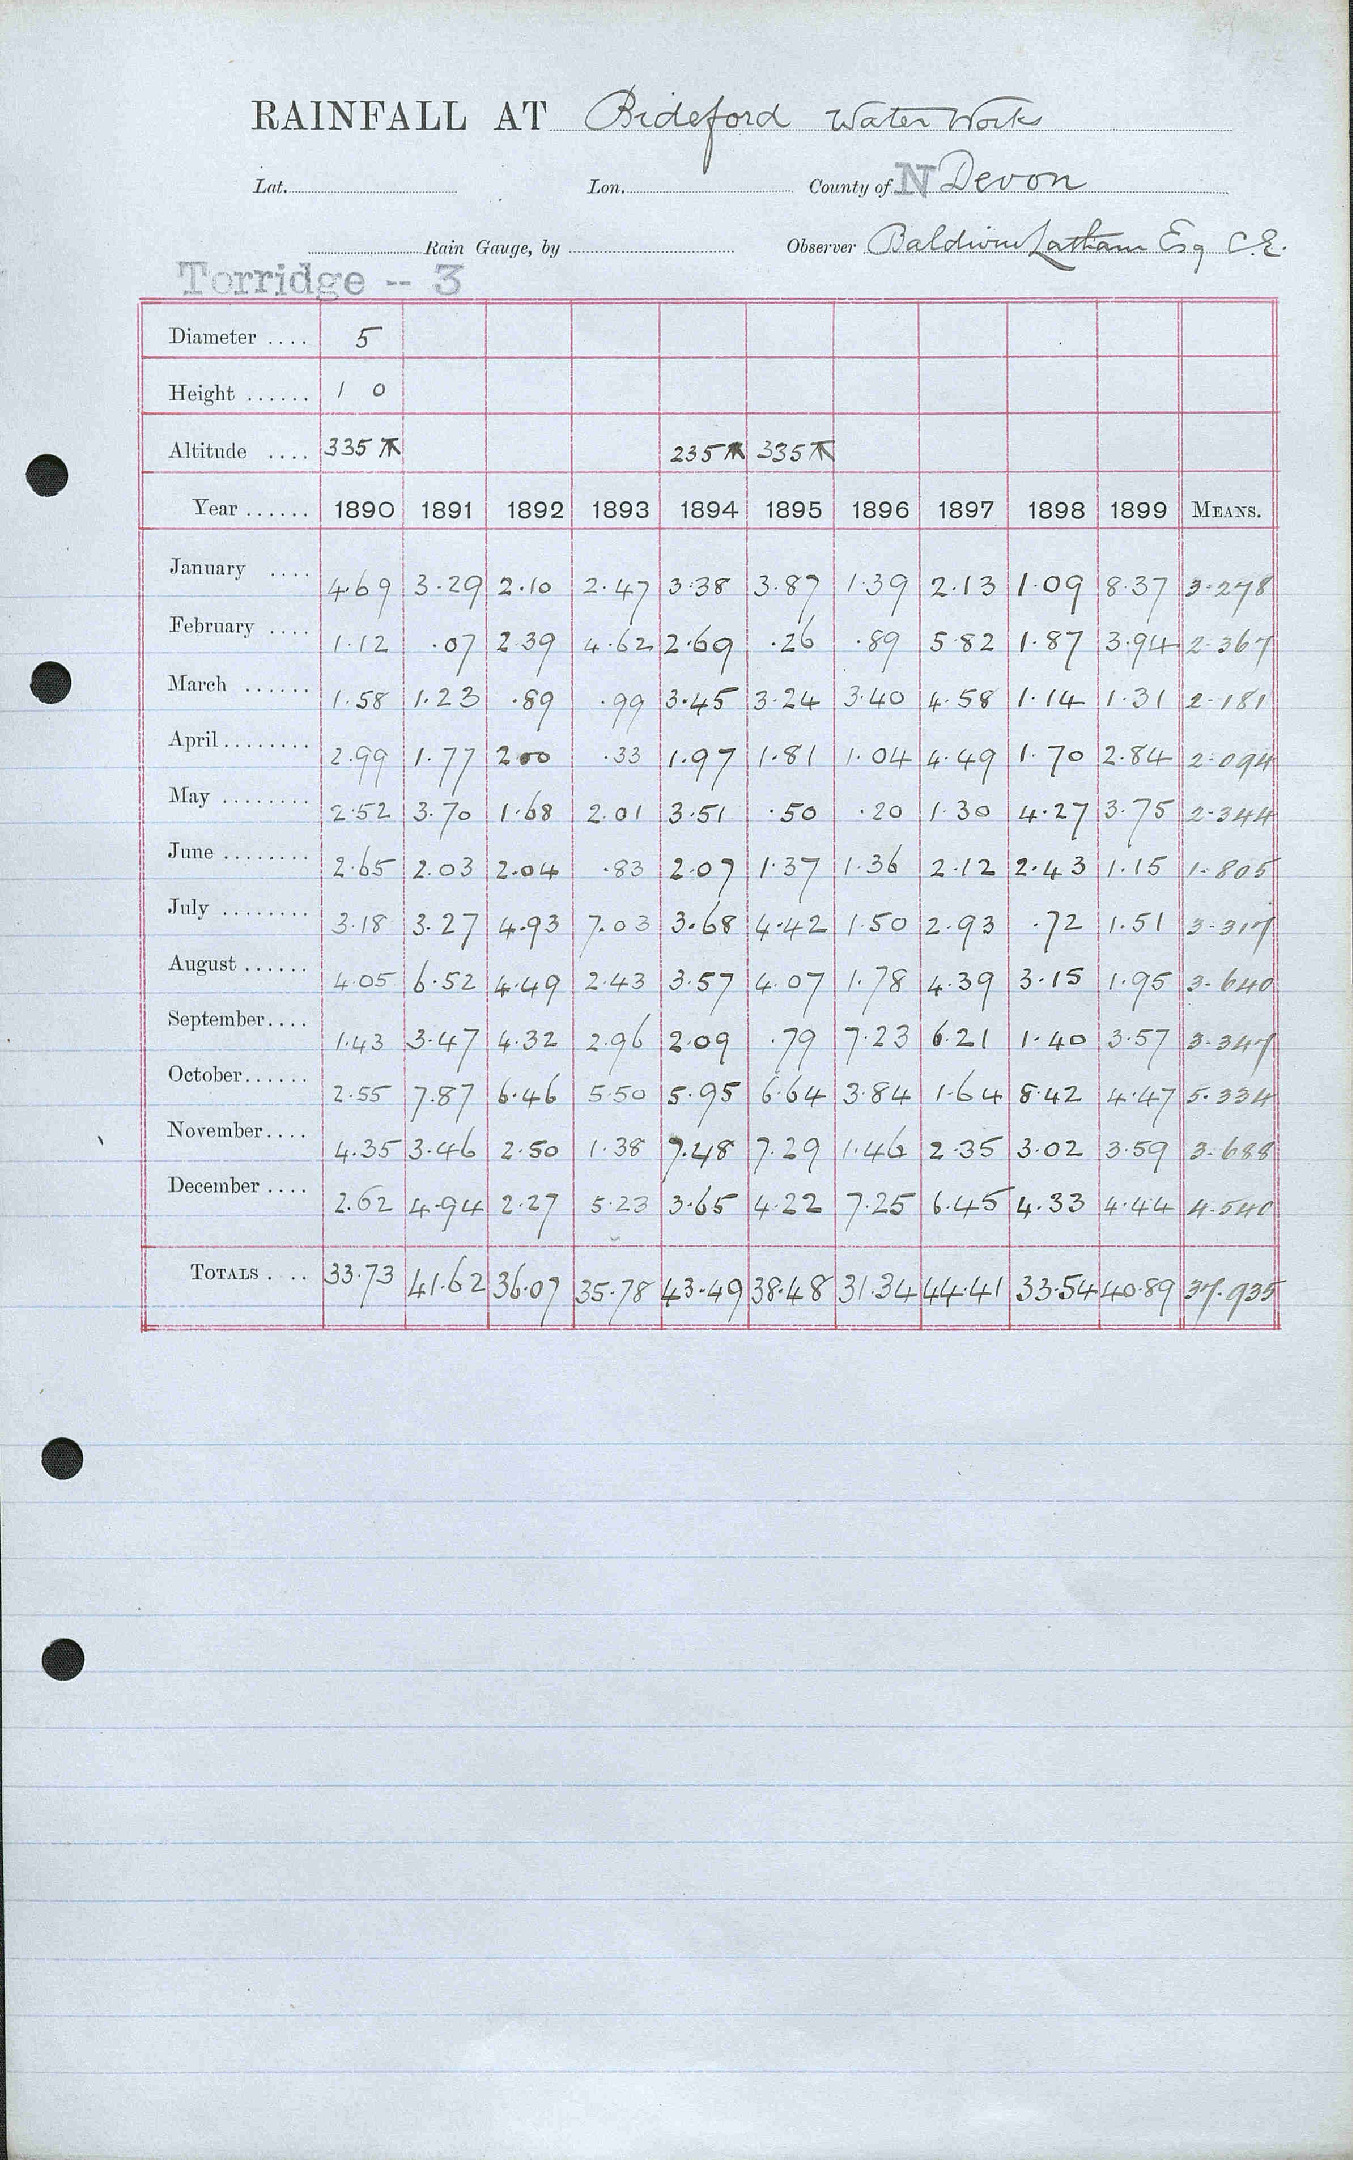 RAINFALL AT Bideford Water Works
Lat. Lon. County of N Devon
Rain Gauge, by Observer Baldwin Latham Esq C.E.
Torridge -- 3
Diameter .... 5
Height ...... 1 0
Altitude .... 335 235 335
Year ...... 1890 1891 1892 1893 1894 1895 1896 1897 1898 1899 MEANS.
January .... 4.69 3.29 2.10 2.47 3.38 3.87 1.39 2.13 1.09 8.37 3.278
February .... 1.12 .07 2.39 4.62 2.69 .26 .89 5.82 1.87 3.94 2.367
March ...... 1.58 1.23 .89 .99 3.45 3.24 3.40 4.58 1.14 1.31 2.181
April ........ 2.99 1.77 2.00 .33 1.97 1.81 1.04 4.49 1.70 2.84 2.094
May ........ 2.52 3.70 1.68 2.01 3.51 .50 .20 1.30 4.27 3.75 2.344
June ........ 2.65 2.03 2.04 .83 2.07 1.37 1.36 2.12 2.43 1.15 1.805
July ........ 3.18 3.27 4.93 7.03 3.68 4.42 1.50 2.93 .72 1.51 3.317
August ...... 4.05 6.52 4.49 2.43 3.57 4.07 1.78 4.39 3.15 1.95 3.640
September.... 1.43 3.47 4.32 2.96 2.09 .79 7.23 6.21 1.40 3.57 3.347
October...... 2.55 7.87 6.46 5.50 5.95 6.64 3.84 1.64 8.42 4.47 5.334
November.... 4.35 3.46 2.50 1.38 7.48 7.29 1.46 2.35 3.02 3.59 3.688
December .... 2.62 4.94 2.27 5.23 3.65 4.22 7.25 6.45 4.33 4.44 4.540
TOTALS .... 33.73 41.62 36.07 35.78 43.49 38.48 31.34 44.41 33.54 40.89 37.935